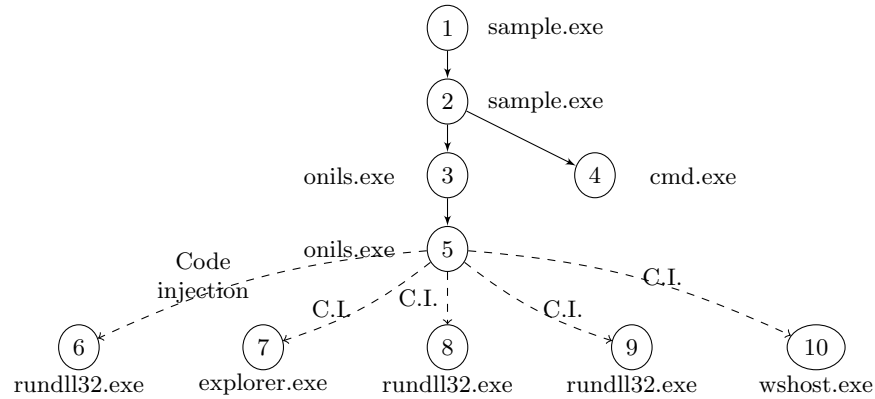 1 sample.exe
2 sample.exe
onils.exe 3 4 cmd.exe
onils.exe 5
Code
injection
C.I. C.I. C.I. C.I.
6 7 8 9 10
rundll32.exe explorer.exe rundll32.exe rundll32.exe wshost.exe